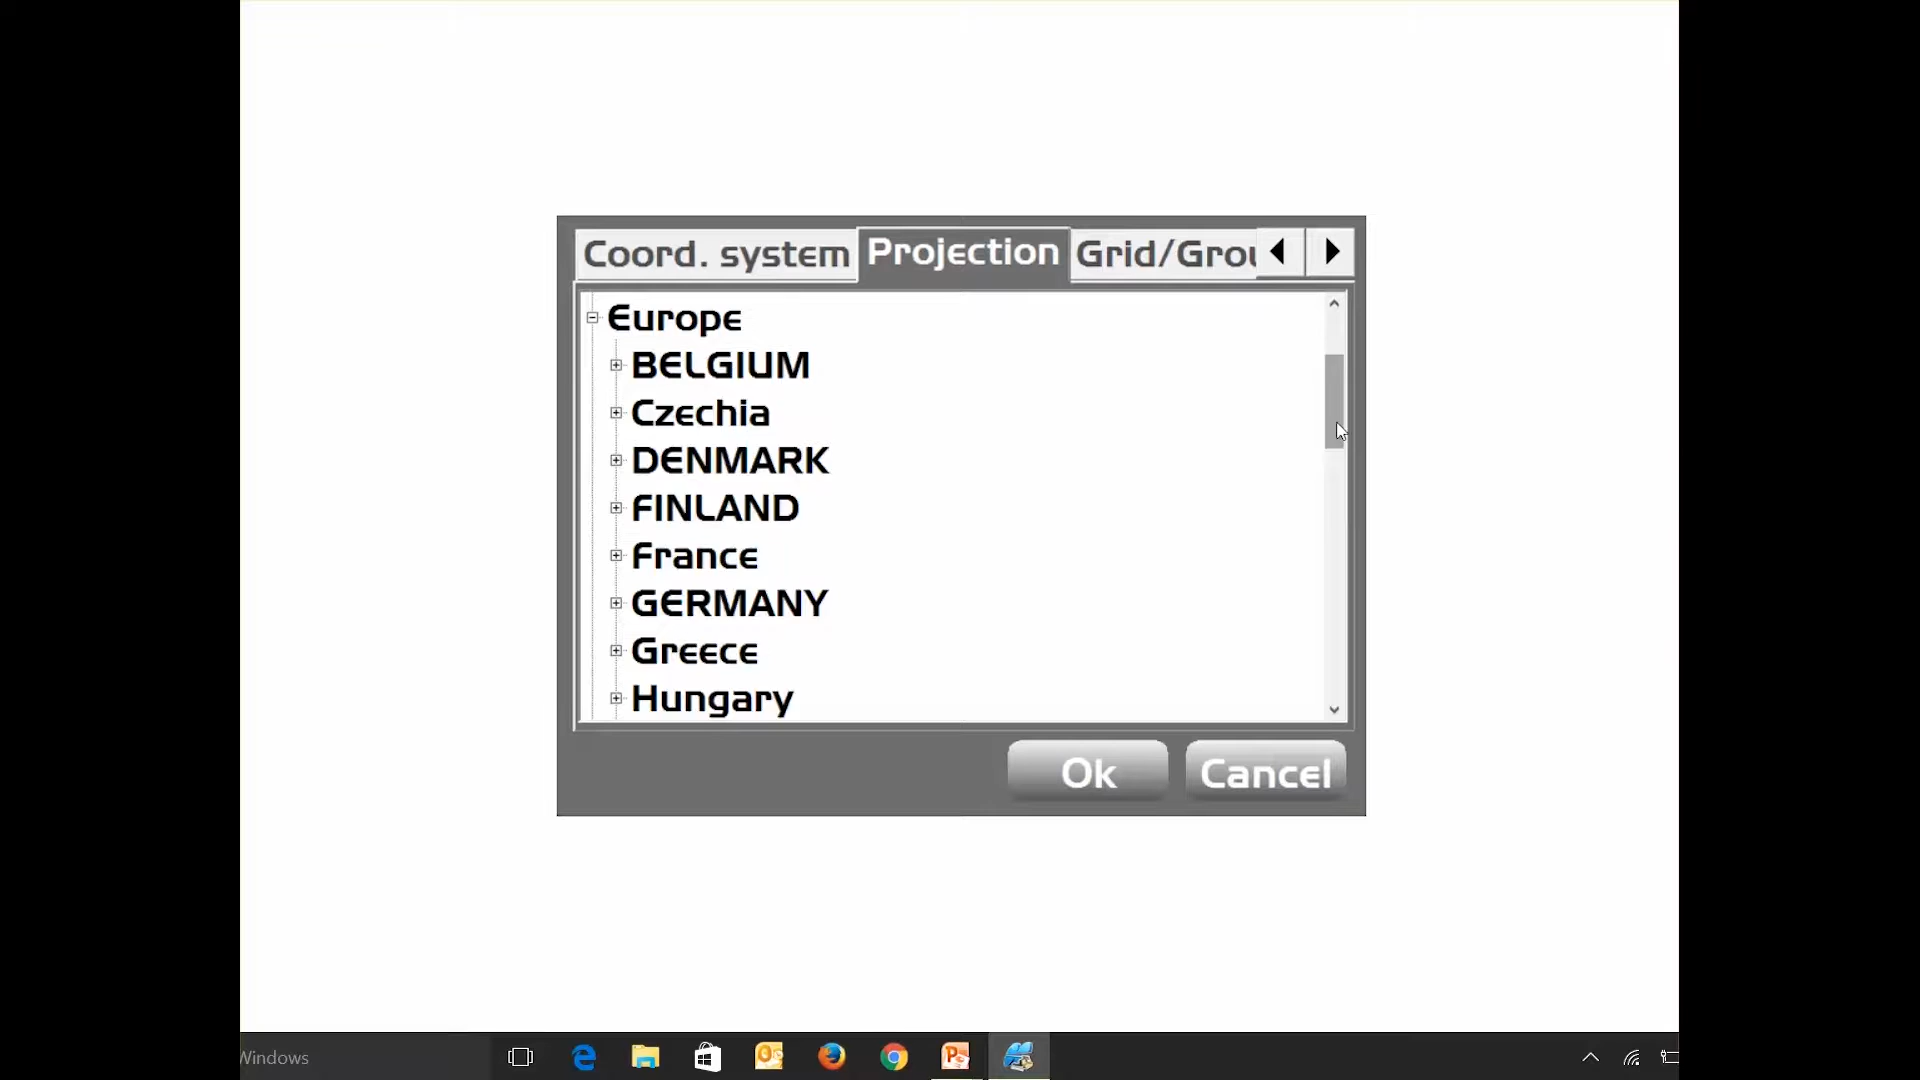 Coord. system Projection Grid/Grou
Europe
BELGIUM
Czechia
DENMARK
FINLAND
France
GERMANY
Greece
Hungary
Ok Cancel
Windows